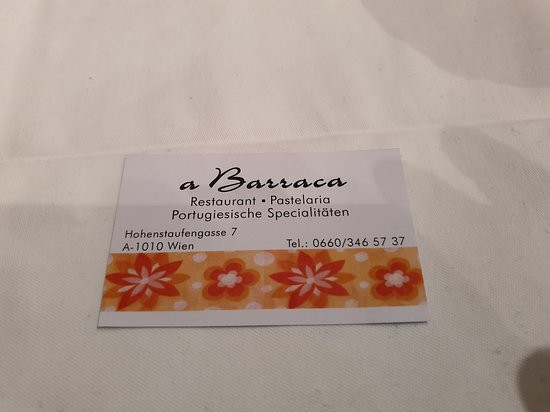 a Barraca
Restaurant • Pastelaria
Portugiesische Specialitäten
Hohenstaufengasse 7
A-1010 Wien
Tel.: 0660/346 57 37